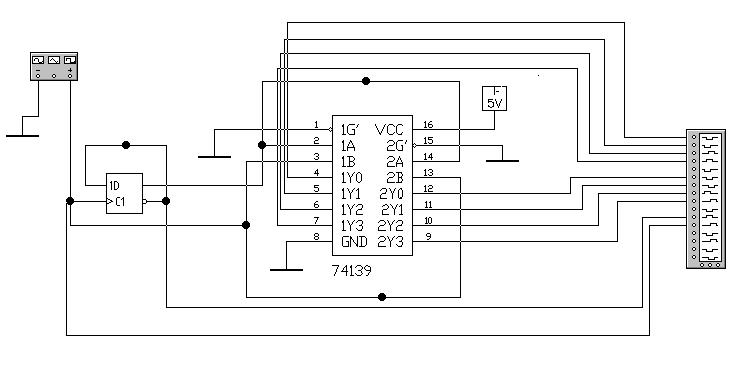 5V
1 1G' VCC 16
2 1A 2G' 15
3 1B 2A 14
4 1Y0 2B 13
5 1Y1 2Y0 12
6 1Y2 2Y1 11
7 1Y3 2Y2 10
8 GND 2Y3 9
74139
1D
C1